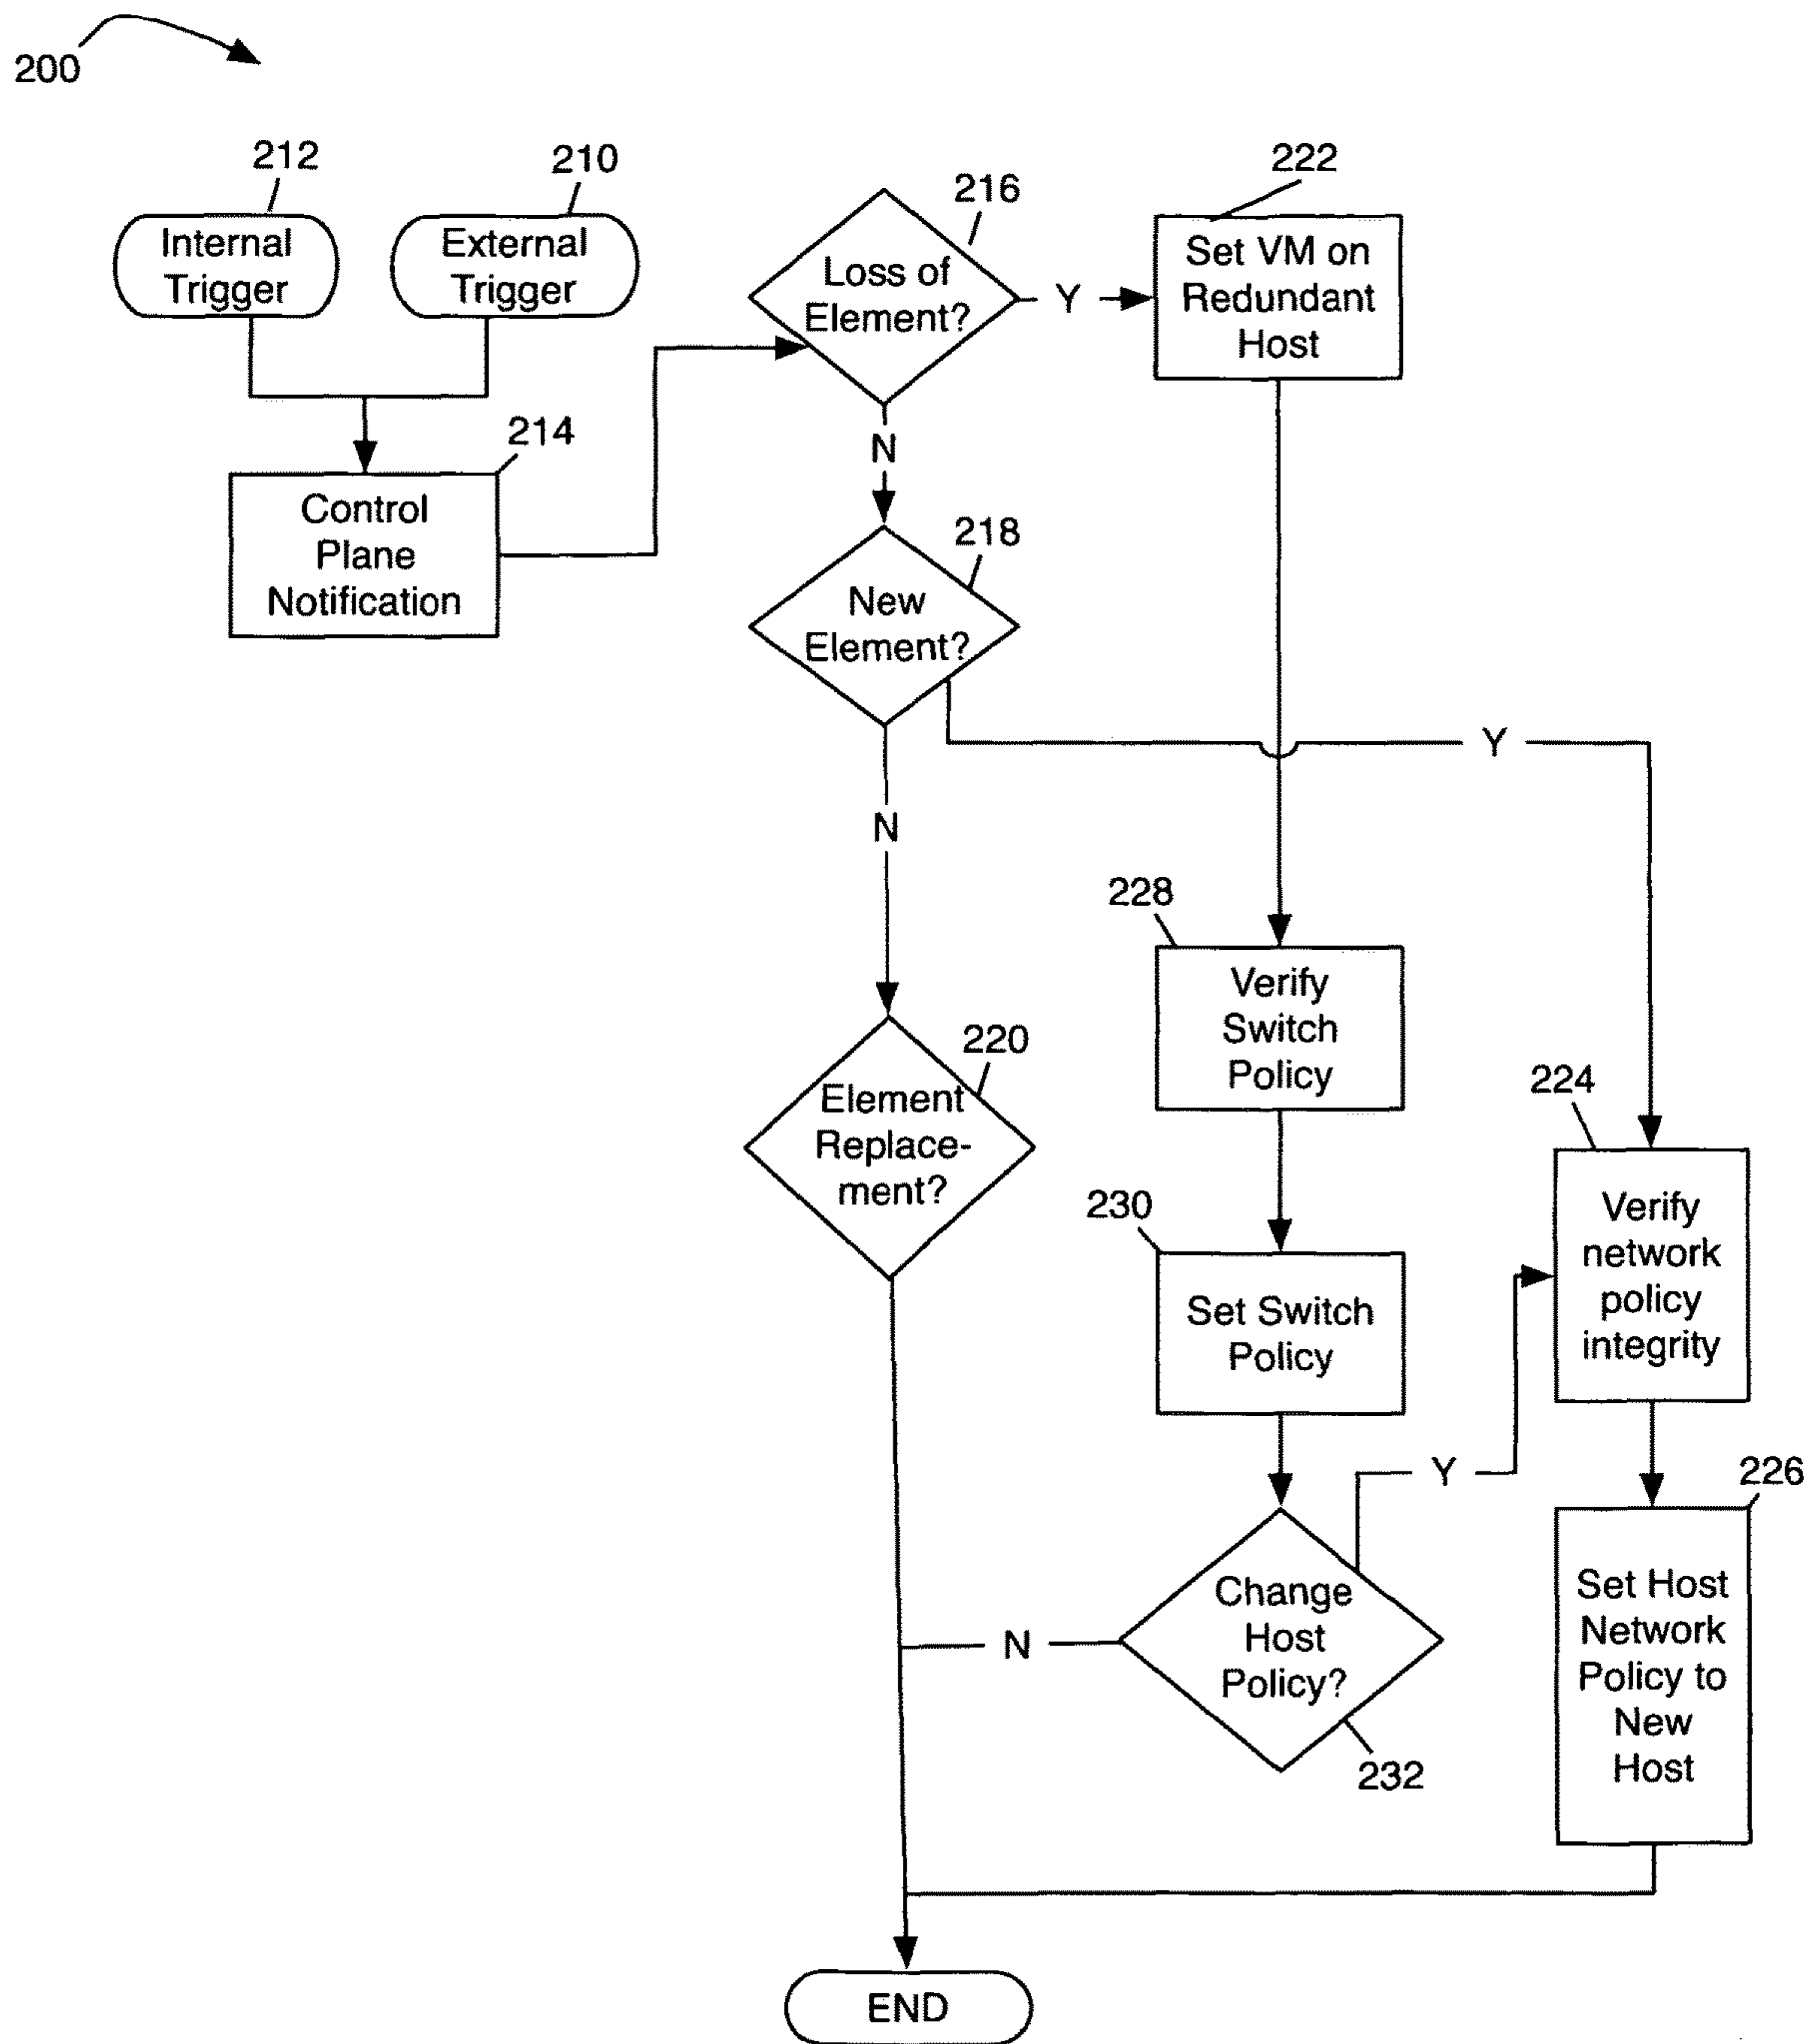 200
212
210
Internal
Trigger
External
Trigger
214
Control
Plane
Notification
216
Loss of
Element?
Y
222
Set VM on
Redundant
Host
N
218
New
Element?
Y
N
220
Element
Replace-
ment?
228
Verify
Switch
Policy
230
Set Switch
Policy
224
Verify
network
policy
integrity
Y
226
Set Host
Network
Policy to
New
Host
Change
Host
Policy?
N
232
END